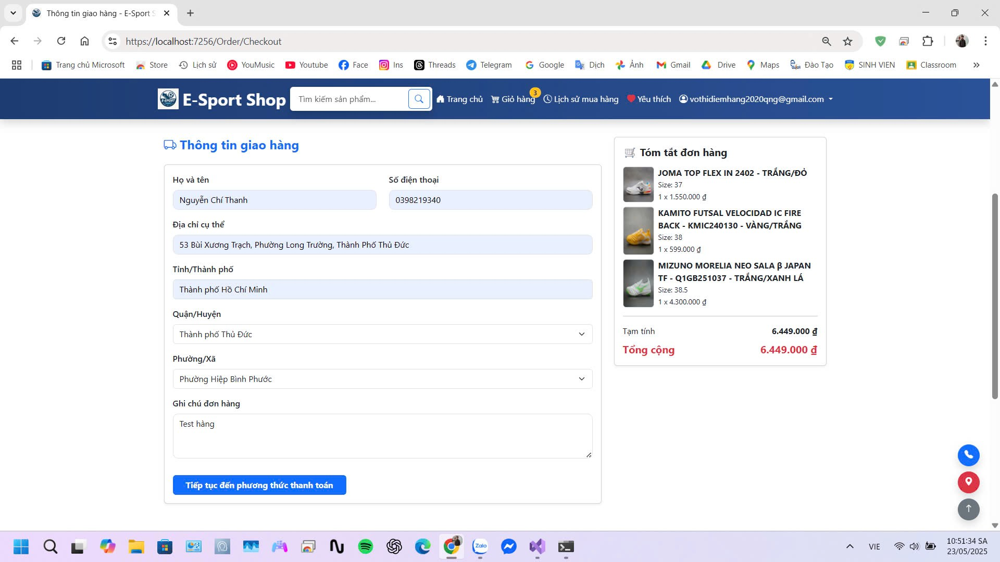 Thông tin giao hàng - E-Sport S
https://localhost:7256/Order/Checkout
Trang chủ Microsoft
Store
Lịch sử
YouMusic
Youtube
Face
Ins
Threads
Telegram
Google
Dịch
Ảnh
Gmail
Drive
Maps
Đào Tạo
SINH VIEN
Classroom
E-SPORT
E-Sport Shop
Tìm kiếm sản phẩm...
Trang chủ
Giỏ hàng
3
Lịch sử mua hàng
Yêu thích
vothidiemhang2020qng@gmail.com
Thông tin giao hàng
Họ và tên
Số điện thoại
Nguyễn Chí Thanh
0398219340
Địa chỉ cụ thể
53 Bùi Xương Trạch, Phường Long Trường, Thành Phố Thủ Đức
Tỉnh/Thành phố
Thành phố Hồ Chí Minh
Quận/Huyện
Thành phố Thủ Đức
Phường/Xã
Phường Hiệp Bình Phước
Ghi chú đơn hàng
Test hàng
Tiếp tục đến phương thức thanh toán
Tóm tắt đơn hàng
JOMA TOP FLEX IN 2402 - TRẮNG/ĐỎ
Size: 37
1 x 1.550.000 ₫
KAMITO FUTSAL VELOCIDAD IC FIRE
BACK - KMIC240130 - VÀNG/TRẮNG
Size: 38
1 x 599.000 ₫
MIZUNO MORELIA NEO SALA β JAPAN
TF - Q1GB251037 - TRẮNG/XANH LÁ
Size: 38.5
1 x 4.300.000 ₫
Tạm tính
6.449.000 ₫
Tổng cộng
6.449.000 ₫
Zalo
VIE
10:51:34 SA
23/05/2025